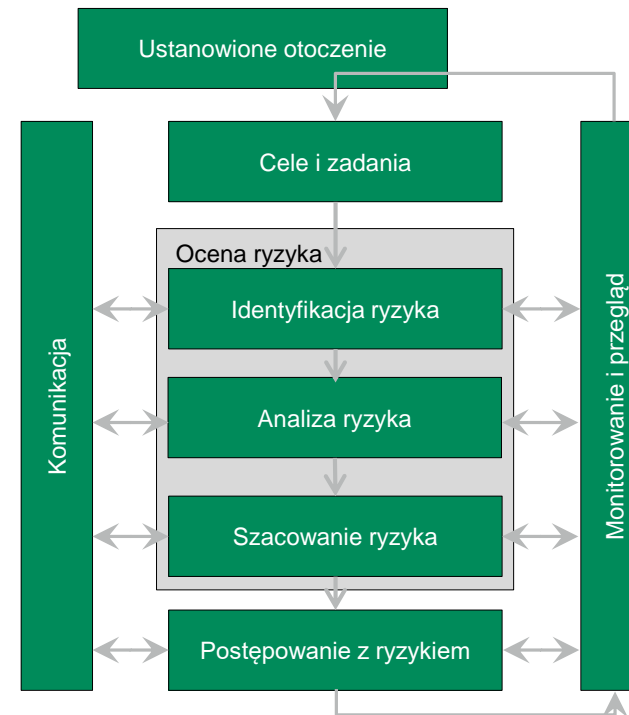 Ustanowione otoczenie
Cele i zadania
Ocena ryzyka
Identyfikacja ryzyka
Analiza ryzyka
Szacowanie ryzyka
Postępowanie z ryzykiem
Komunikacja
Monitorowanie i przegląd